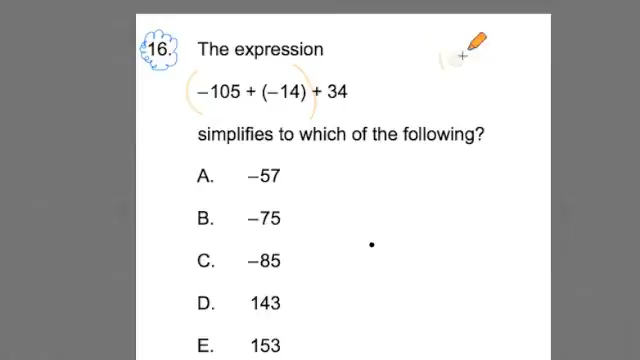 16. The expression
–105 + (–14) + 34
simplifies to which of the following?
A. –57
B. –75
C. –85
D. 143
E. 153